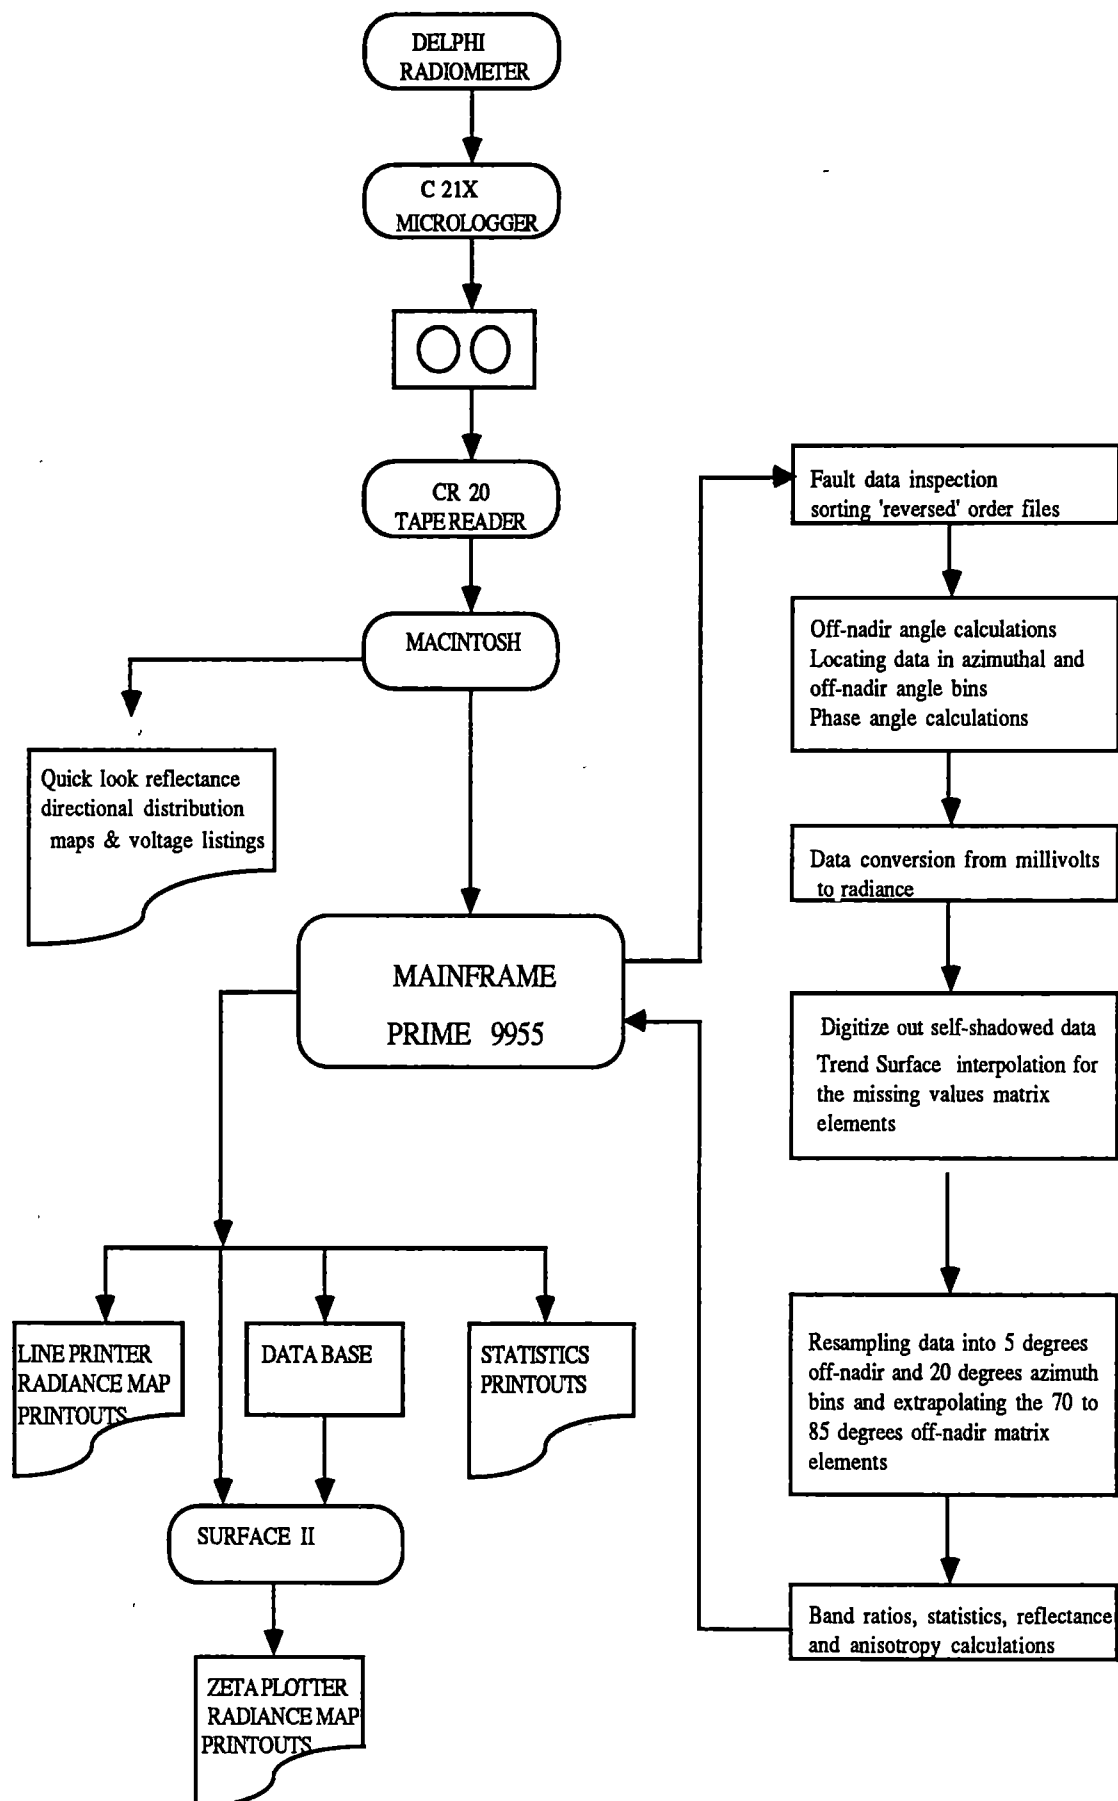 DELPHI
RADIOMETER
C 21X
MICROLOGGER
CR 20
TAPE READER
MACINTOSH
Quick look reflectance
directional distribution
maps & voltage listings
MAINFRAME
PRIME 9955
Fault data inspection
sorting 'reversed' order files
Off-nadir angle calculations
Locating data in azimuthal and
off-nadir angle bins
Phase angle calculations
Data conversion from millivolts
to radiance
Digitize out self-shadowed data
Trend Surface interpolation for
the missing values matrix
elements
Resampling data into 5 degrees
off-nadir and 20 degrees azimuth
bins and extrapolating the 70 to
85 degrees off-nadir matrix
elements
Band ratios, statistics, reflectance
and anisotropy calculations
LINE PRINTER
RADIANCE MAP
PRINTOUTS
DATA BASE
STATISTICS
PRINTOUTS
SURFACE II
ZETA PLOTTER
RADIANCE MAP
PRINTOUTS